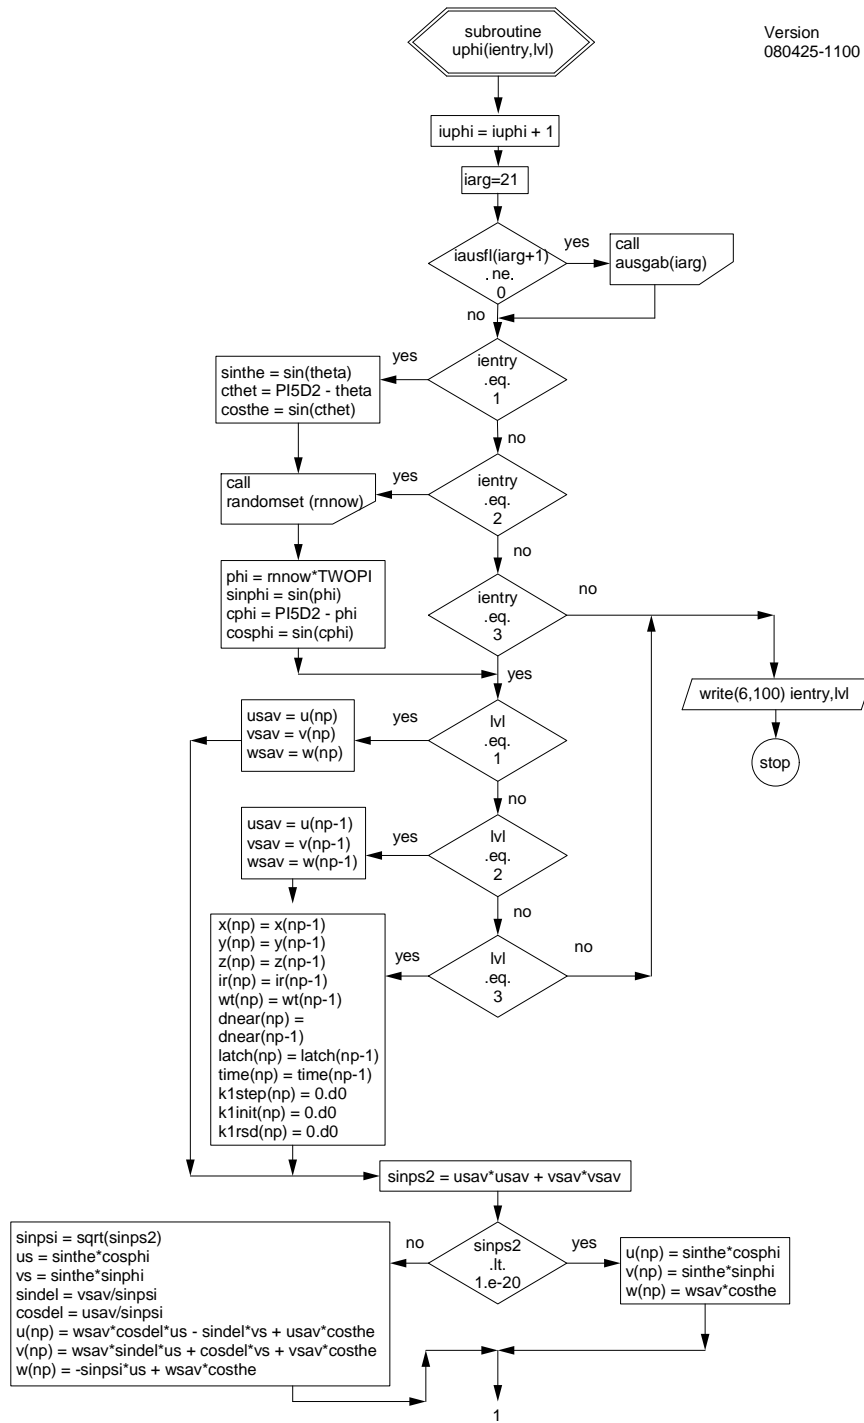 subroutine
uphi(ientry,lvl)
Version
080425-1100
iuphi = iuphi + 1
iarg=21
iausfl(iarg+1)
.ne.
0
yes
call
ausgab(iarg)
no
ientry
.eq.
1
yes
sinthe = sin(theta)
cthet = PI5D2 - theta
costhe = sin(cthet)
no
ientry
.eq.
2
yes
call
randomset (rnnow)
no
phi = rnnow*TWOPI
sinphi = sin(phi)
cphi = PI5D2 - phi
cosphi = sin(cphi)
ientry
.eq.
3
no
yes
write(6,100) ientry,lvl
stop
lvl
.eq.
1
yes
usav = u(np)
vsav = v(np)
wsav = w(np)
no
lvl
.eq.
2
yes
usav = u(np-1)
vsav = v(np-1)
wsav = w(np-1)
no
lvl
.eq.
3
yes
no
x(np) = x(np-1)
y(np) = y(np-1)
z(np) = z(np-1)
ir(np) = ir(np-1)
wt(np) = wt(np-1)
dnear(np) =
dnear(np-1)
latch(np) = latch(np-1)
time(np) = time(np-1)
k1step(np) = 0.d0
k1init(np) = 0.d0
k1rsd(np) = 0.d0
sinps2 = usav*usav + vsav*vsav
sinps2
.lt.
1.e-20
no
yes
sinpsi = sqrt(sinps2)
us = sinthe*cosphi
vs = sinthe*sinphi
sindel = vsav/sinpsi
cosdel = usav/sinpsi
u(np) = wsav*cosdel*us - sindel*vs + usav*costhe
v(np) = wsav*sindel*us + cosdel*vs + vsav*costhe
w(np) = -sinpsi*us + wsav*costhe
u(np) = sinthe*cosphi
v(np) = sinthe*sinphi
w(np) = wsav*costhe
1